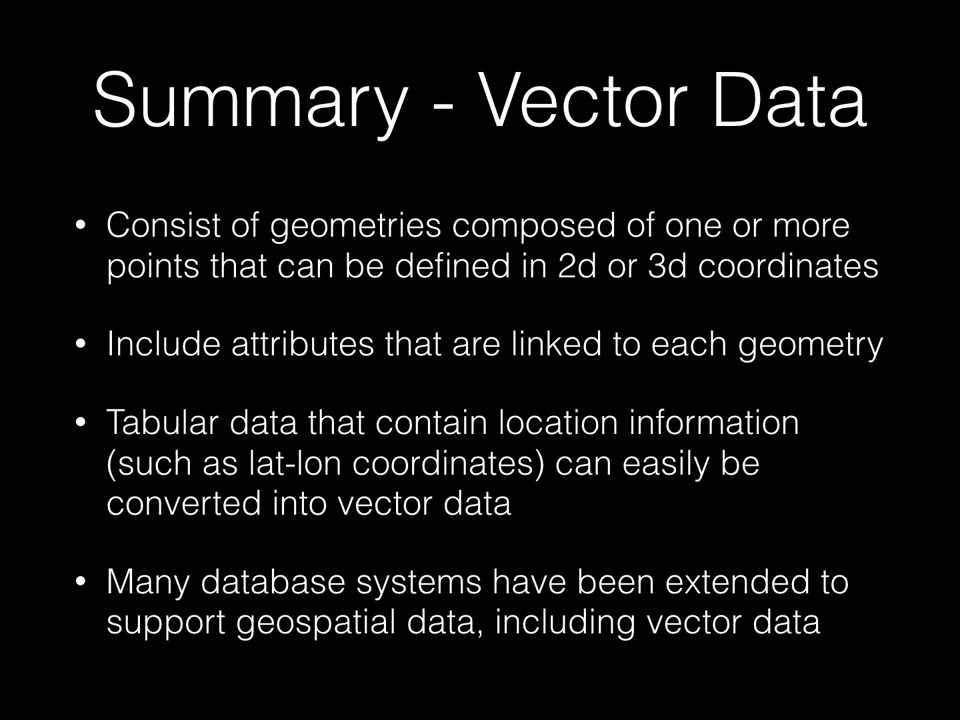 Summary - Vector Data
• Consist of geometries composed of one or more
points that can be defined in 2d or 3d coordinates
• Include attributes that are linked to each geometry
• Tabular data that contain location information
(such as lat-lon coordinates) can easily be
converted into vector data
• Many database systems have been extended to
support geospatial data, including vector data